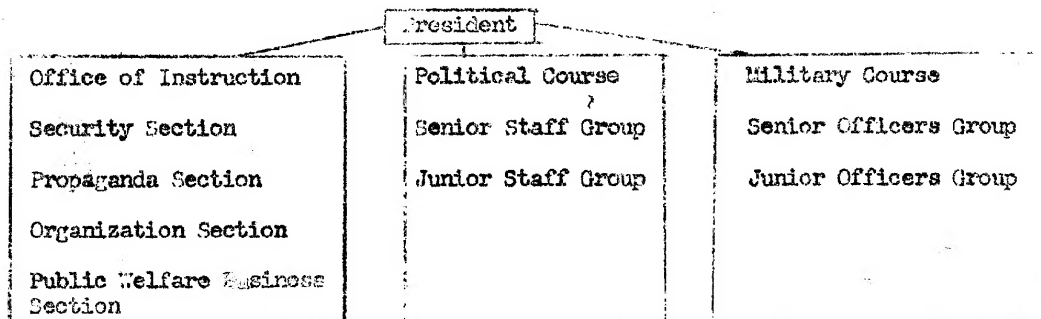 President
Office of Instruction
Security Section
Propaganda Section
Organization Section
Public Welfare Business
Section
Political Course
Senior Staff Group
Junior Staff Group
Military Course
Senior Officers Group
Junior Officers Group